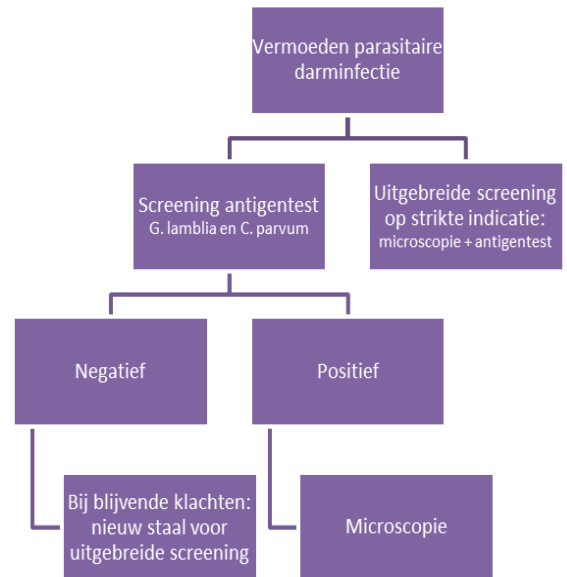 Vermoeden parasitaire
darminfectie
Screening antigentest
G. lamblia en C. parvum
Uitgebreide screening
op strikte indicatie:
microscopie + antigentest
Negatief
Positief
Bij blijvende klachten:
nieuw staal voor
uitgebreide screening
Microscopie